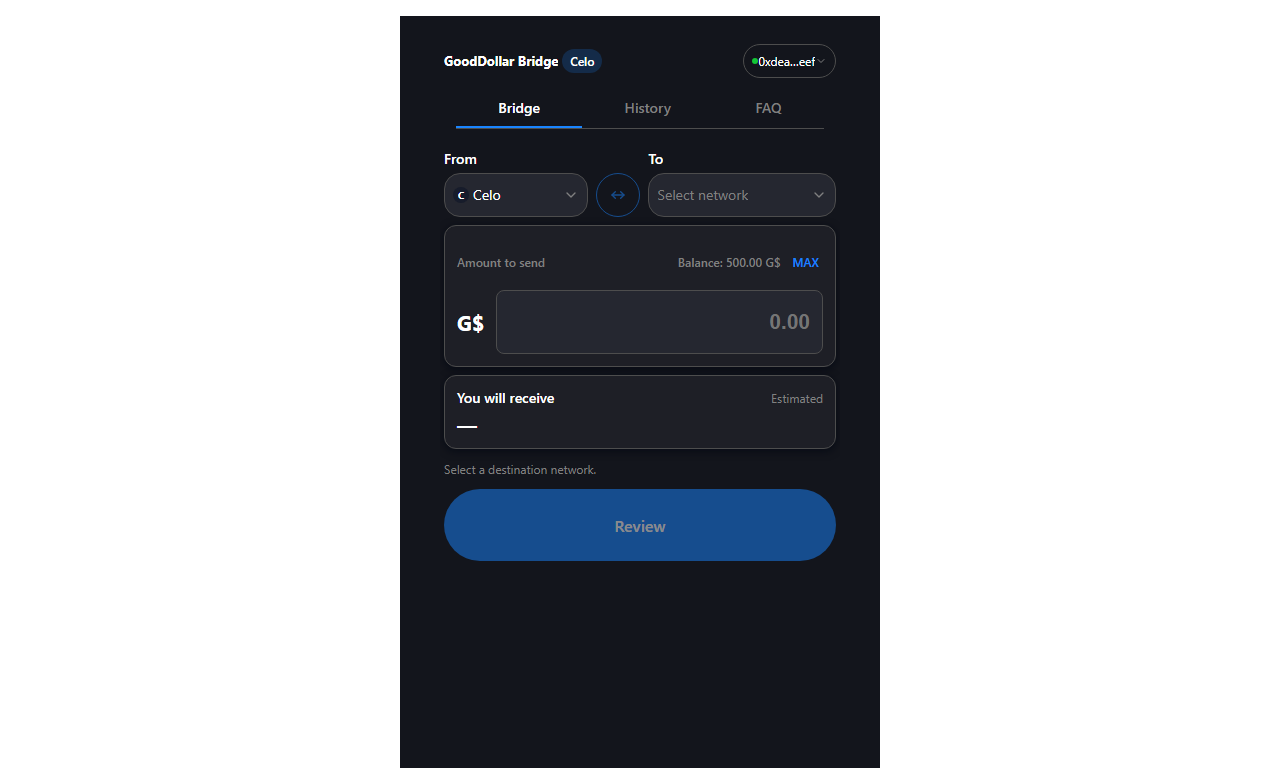 GoodDollar Bridge Celo 0xdea...eef
Bridge History FAQ
From To
C Celo Select network
Amount to send Balance: 500.00 G$ MAX
G$ 0.00
You will receive Estimated
—
Select a destination network.
Review